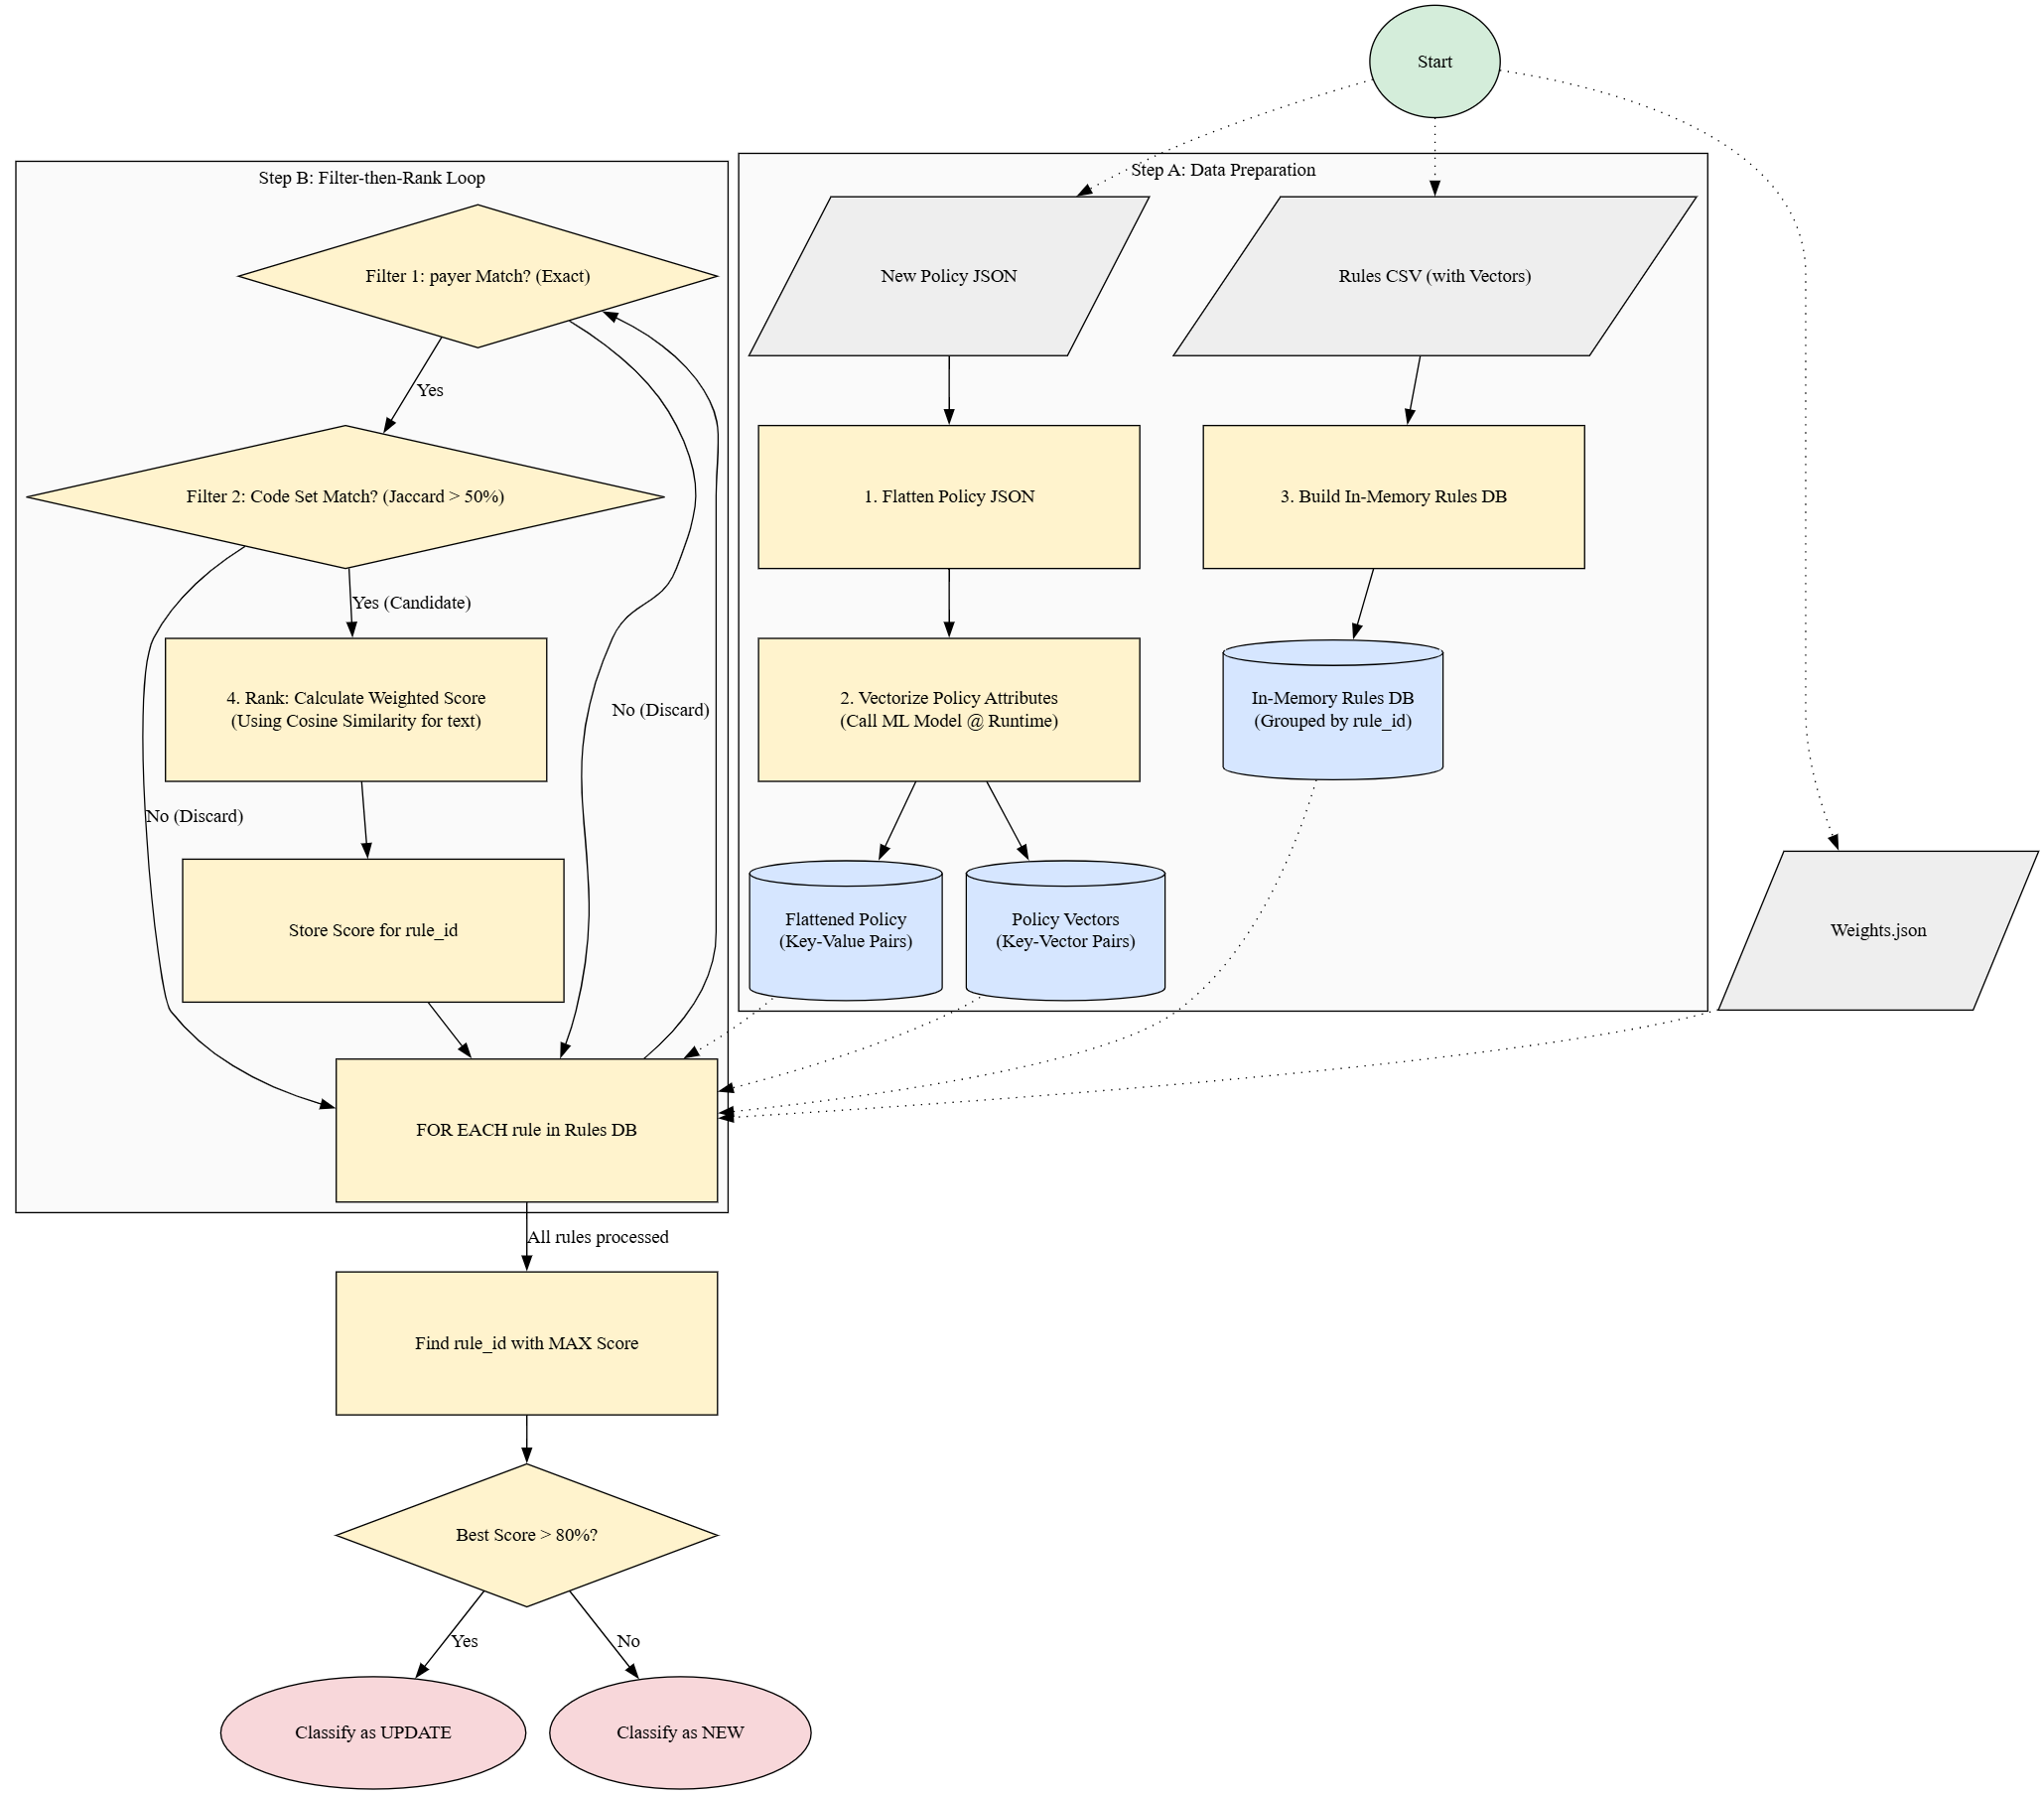 Start
Step B: Filter-then-Rank Loop
Filter 1: payer Match? (Exact)
Yes
Filter 2: Code Set Match? (Jaccard > 50%)
Yes (Candidate)
4. Rank: Calculate Weighted Score
(Using Cosine Similarity for text)
No (Discard)
No (Discard)
Store Score for rule_id
FOR EACH rule in Rules DB
Step A: Data Preparation
New Policy JSON
Rules CSV (with Vectors)
1. Flatten Policy JSON
3. Build In-Memory Rules DB
2. Vectorize Policy Attributes
(Call ML Model @ Runtime)
In-Memory Rules DB
(Grouped by rule_id)
Flattened Policy
(Key-Value Pairs)
Policy Vectors
(Key-Vector Pairs)
Weights.json
All rules processed
Find rule_id with MAX Score
Best Score > 80%?
Yes
No
Classify as UPDATE
Classify as NEW